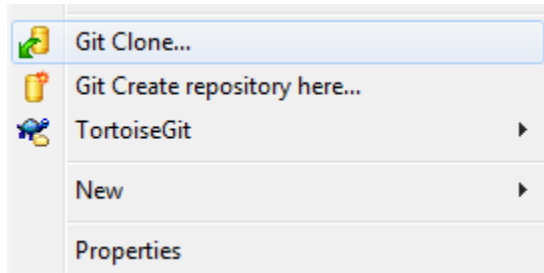 Git Clone...
Git Create repository here...
TortoiseGit
New
Properties